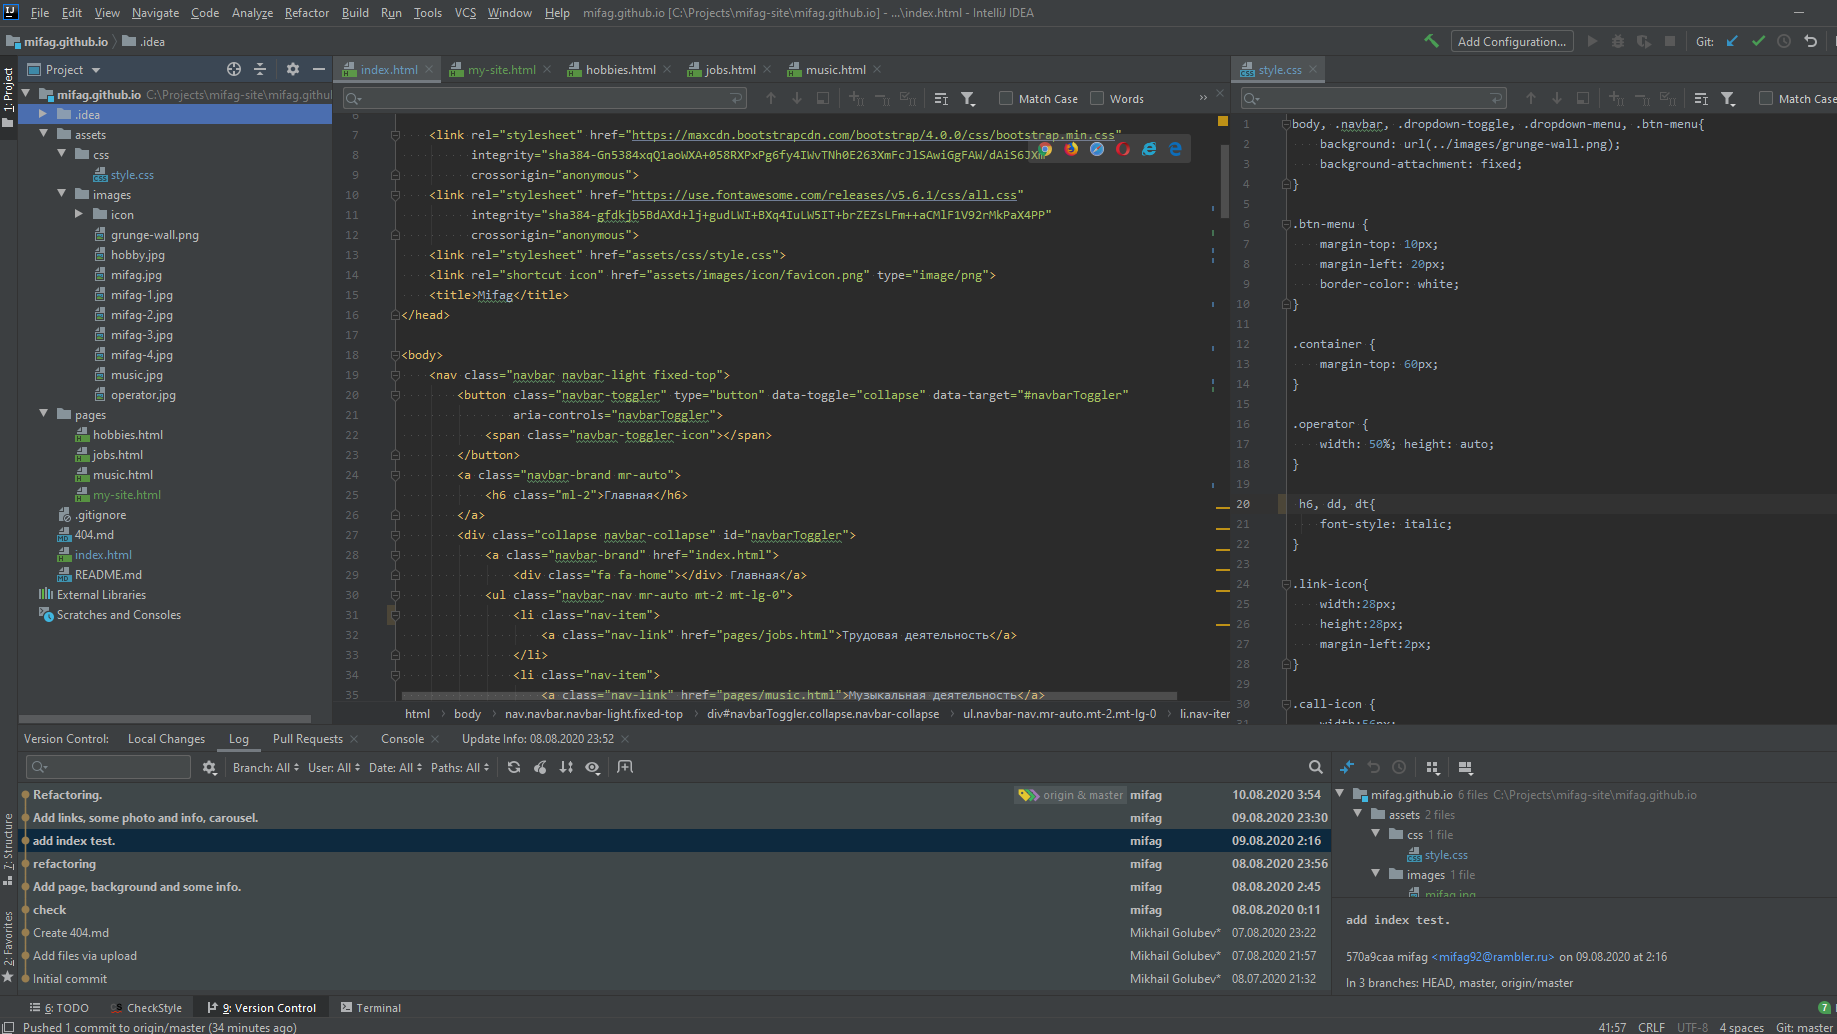 File Edit View Navigate Code Analyze Refactor Build Run Tools VCS Window Help mifag.github.io [C:\Projects\mifag-site\mifag.github.io] - ...\index.html - IntelliJ IDEA
mifag.github.io .idea
Add Configuration... Git:
Project
index.html my-site.html hobbies.html jobs.html music.html style.css
1: Project
7: Structure
2: Favorites
mifag.github.io C:\Projects\mifag-site\mifag.github
.idea
assets
css
style.css
images
icon
grunge-wall.png
hobby.jpg
mifag.jpg
mifag-1.jpg
mifag-2.jpg
mifag-3.jpg
mifag-4.jpg
music.jpg
operator.jpg
pages
hobbies.html
jobs.html
music.html
my-site.html
.gitignore
404.md
index.html
README.md
External Libraries
Scratches and Consoles
Match Case Words »
6
7 <link rel="stylesheet" href="https://maxcdn.bootstrapcdn.com/bootstrap/4.0.0/css/bootstrap.min.css"
8 integrity="sha384-Gn5384xqQ1aoWXA+058RXPxPg6fy4IWvTNh0E263XmFcJlSAwiGgFAW/dAiS6JXm
9 crossorigin="anonymous">
10 <link rel="stylesheet" href="https://use.fontawesome.com/releases/v5.6.1/css/all.css"
11 integrity="sha384-gfdkjb5BdAXd+lj+gudLWI+BXq4IuLW5IT+brZEZsLFm++aCMlF1V92rMkPaX4PP"
12 crossorigin="anonymous">
13 <link rel="stylesheet" href="assets/css/style.css">
14 <link rel="shortcut icon" href="assets/images/icon/favicon.png" type="image/png">
15 <title>Mifag</title>
16 </head>
17
18 <body>
19 <nav class="navbar navbar-light fixed-top">
20 <button class="navbar-toggler" type="button" data-toggle="collapse" data-target="#navbarToggler"
21 aria-controls="navbarToggler">
22 <span class="navbar-toggler-icon"></span>
23 </button>
24 <a class="navbar-brand mr-auto">
25 <h6 class="ml-2">Главная</h6>
26 </a>
27 <div class="collapse navbar-collapse" id="navbarToggler">
28 <a class="navbar-brand" href="index.html">
29 <div class="fa fa-home"></div> Главная</a>
30 <ul class="navbar-nav mr-auto mt-2 mt-lg-0">
31 <li class="nav-item">
32 <a class="nav-link" href="pages/jobs.html">Трудовая деятельность</a>
33 </li>
34 <li class="nav-item">
35 <a class="nav-link" href="pages/music.html">Музыкальная деятельность</a>
html body nav.navbar.navbar-light.fixed-top div#navbarToggler.collapse.navbar-collapse ul.navbar-nav.mr-auto.mt-2.mt-lg-0 li.nav-iter
Match Case
1 body, .navbar, .dropdown-toggle, .dropdown-menu, .btn-menu{
2 background: url(../images/grunge-wall.png);
3 background-attachment: fixed;
4 }
5
6 .btn-menu {
7 margin-top: 10px;
8 margin-left: 20px;
9 border-color: white;
10 }
11
12 .container {
13 margin-top: 60px;
14 }
15
16 .operator {
17 width: 50%; height: auto;
18 }
19
20 h6, dd, dt{
21 font-style: italic;
22 }
23
24 .link-icon{
25 width:28px;
26 height:28px;
27 margin-left:2px;
28 }
29
30 .call-icon {
31 width:56px;
Version Control: Local Changes Log Pull Requests Console Update Info: 08.08.2020 23:52
Branch: All User: All Date: All Paths: All
Refactoring. origin & master mifag 10.08.2020 3:54
Add links, some photo and info, carousel. mifag 09.08.2020 23:30
add index test. mifag 09.08.2020 2:16
refactoring mifag 08.08.2020 23:56
Add page, background and some info. mifag 08.08.2020 2:45
check mifag 08.08.2020 0:11
Create 404.md Mikhail Golubev* 07.08.2020 23:22
Add files via upload Mikhail Golubev* 07.08.2020 21:57
Initial commit Mikhail Golubev* 08.07.2020 21:32
mifag.github.io 6 files C:\Projects\mifag-site\mifag.github.io
assets 2 files
css 1 file
style.css
images 1 file
mifag.jpg
add index test.
570a9caa mifag <mifag92@rambler.ru> on 09.08.2020 at 2:16
In 3 branches: HEAD, master, origin/master
6: TODO CheckStyle 9: Version Control Terminal 7
Pushed 1 commit to origin/master (34 minutes ago) 41:57 CRLF UTF-8 4 spaces Git: master